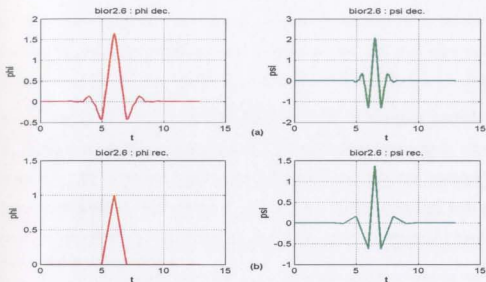 bior2.6 : phi dec.
2
1.5
1
0.5
0
-0.5
phi
0 5 10 15
t
bior2.6 : psi dec.
3
2
1
0
-1
-2
psi
0 5 10 15
t
(a)
bior2.6 : phi rec.
1.5
1
0.5
0
phi
0 5 10 15
t
bior2.6 : psi rec.
1.5
1
0.5
0
-0.5
-1
psi
0 5 10 15
t
(b)